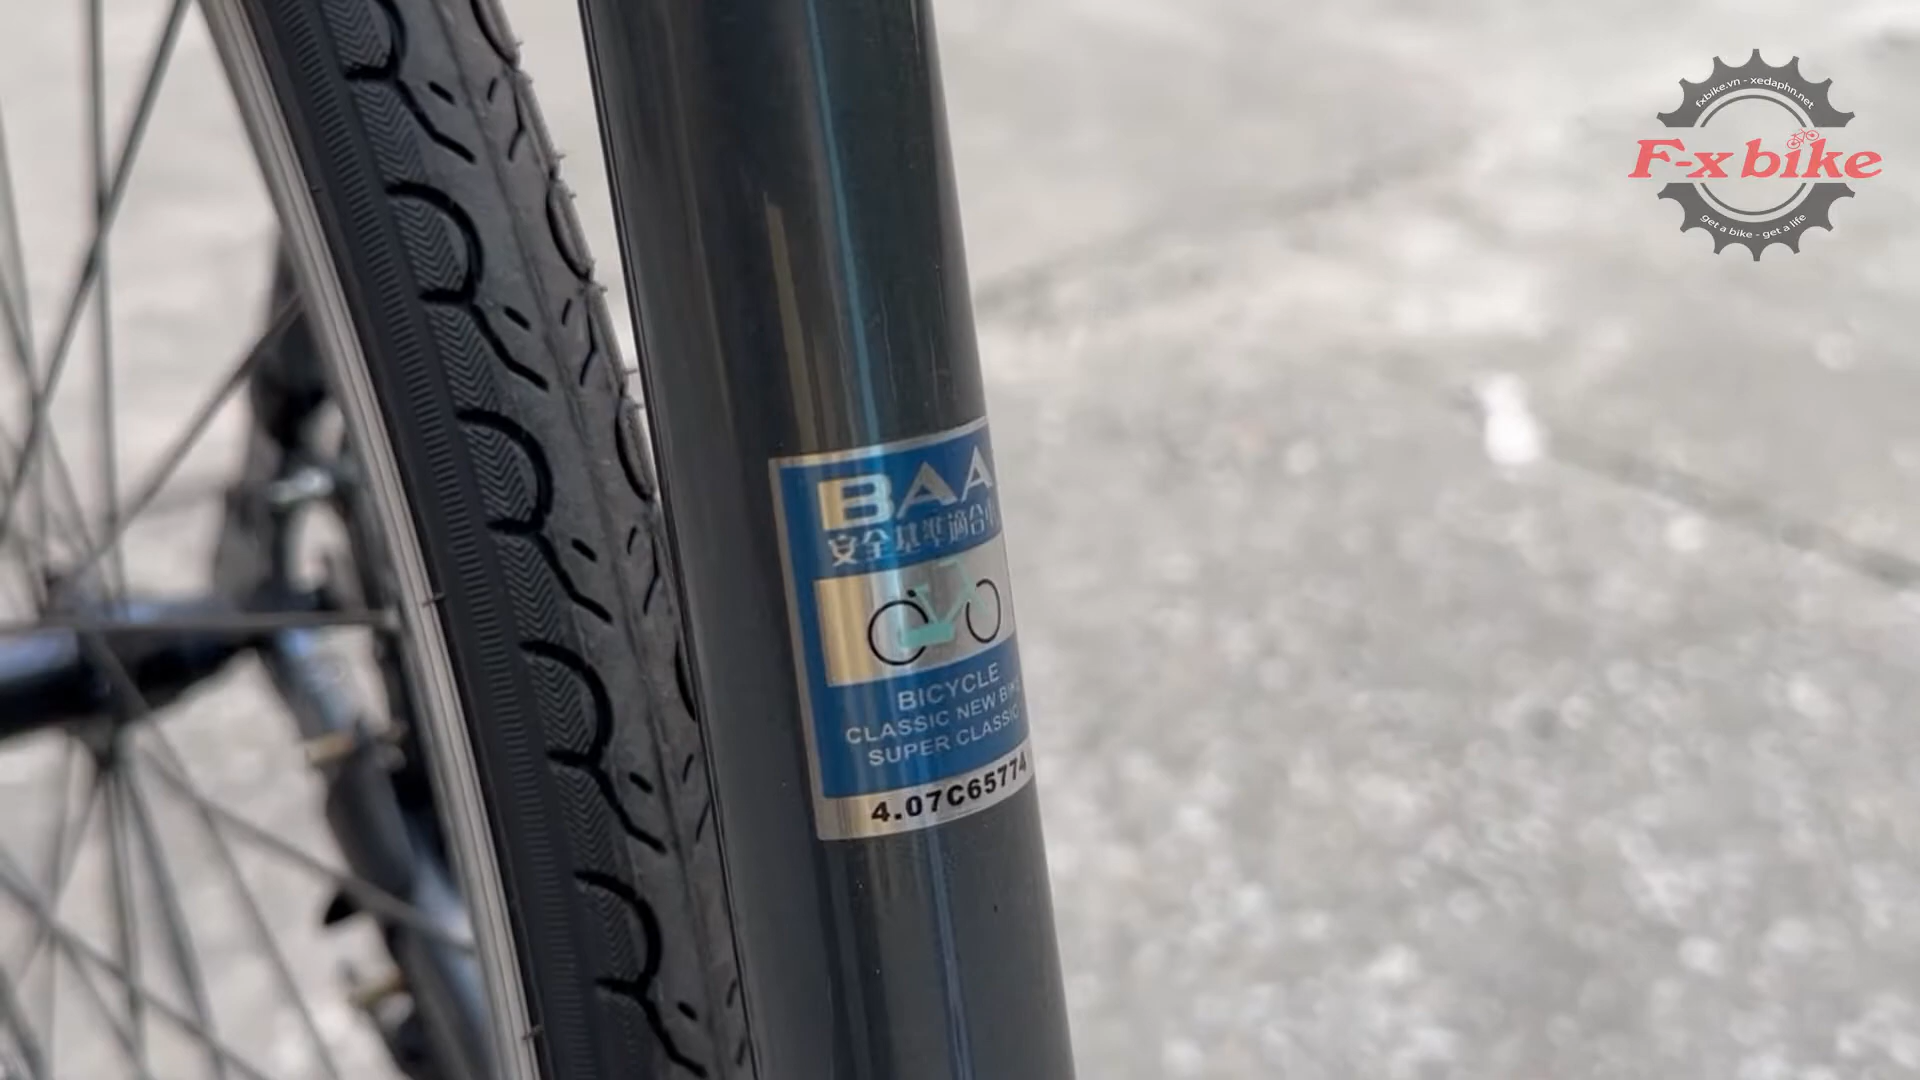 BAA
安全基準適合
BICYCLE
CLASSIC NEW BIKE
SUPER CLASSIC
4.07C65774
fxbike.vn - xedaphn.net
F-x bike
get a bike - get a life